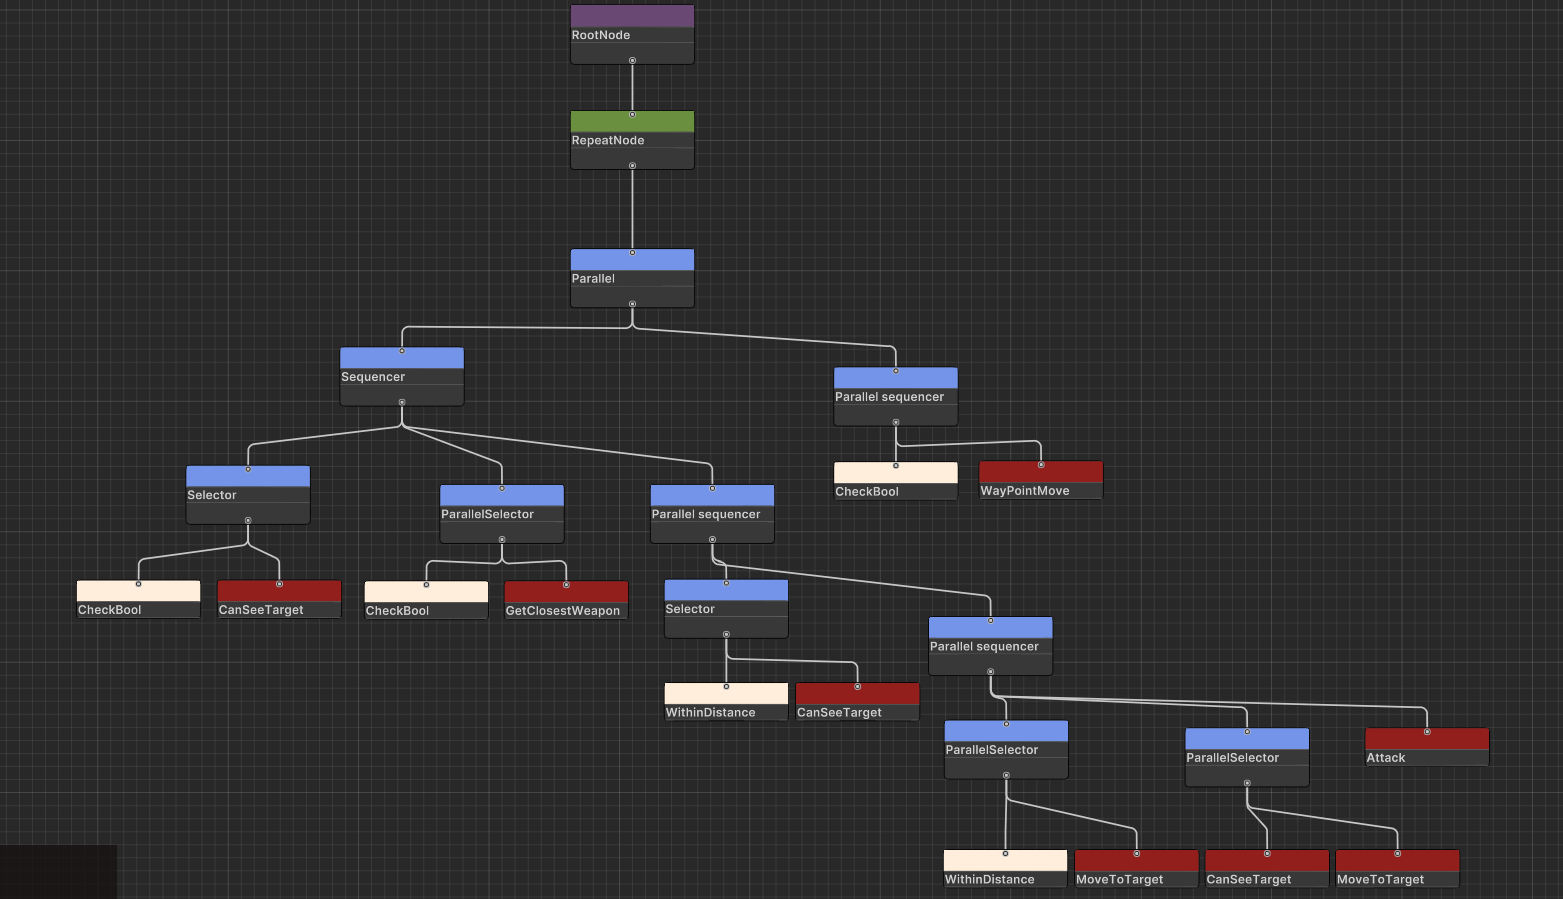 RootNode
RepeatNode
Parallel
Sequencer
Parallel sequencer
Selector
ParallelSelector
Parallel sequencer
CheckBool
WayPointMove
CheckBool
CanSeeTarget
CheckBool
GetClosestWeapon
Selector
Parallel sequencer
WithinDistance
CanSeeTarget
ParallelSelector
ParallelSelector
Attack
WithinDistance
MoveToTarget
CanSeeTarget
MoveToTarget